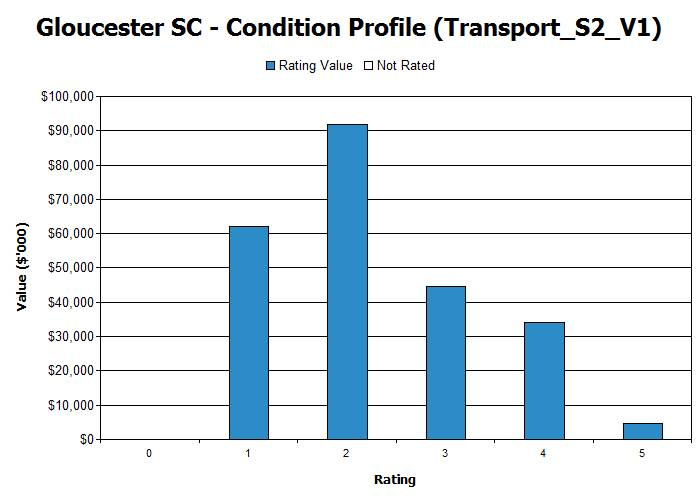 Gloucester SC - Condition Profile (Transport_S2_V1)
Rating Value Not Rated
$100,000
$90,000
$80,000
$70,000
$60,000
$50,000
$40,000
$30,000
$20,000
$10,000
$0
Value ($'000)
0 1 2 3 4 5
Rating